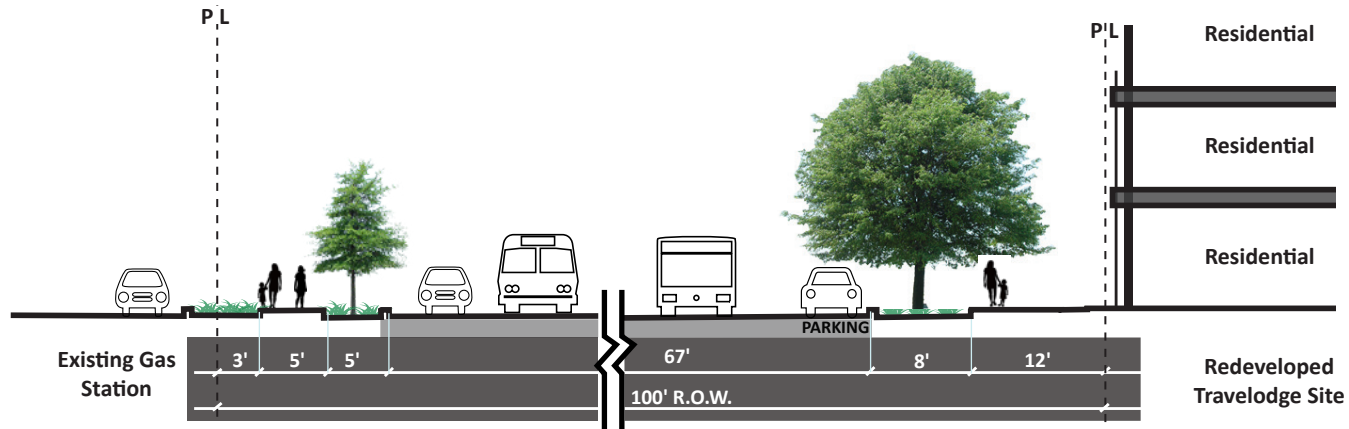 P L
P L
Residential
Residential
Residential
PARKING
Existing Gas
Station
3'
5'
5'
67'
8'
12'
100' R.O.W.
Redeveloped
Travelodge Site